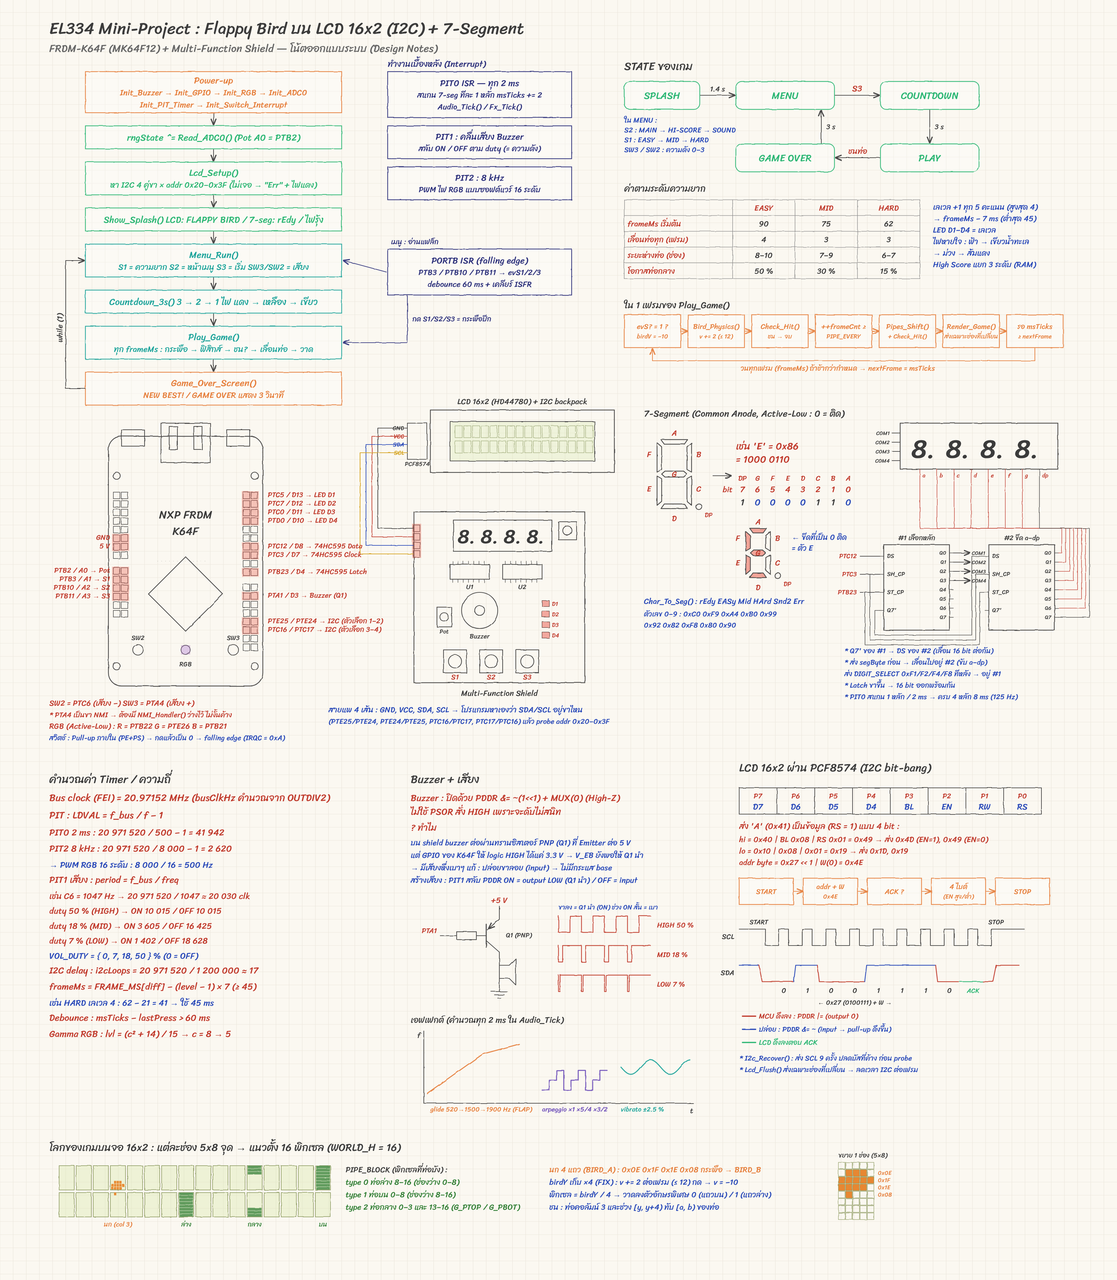 EL334 Mini-Project : Flappy Bird บน LCD 16x2 (I2C) + 7-Segment
FRDM-K64F (MK64F12) + Multi-Function Shield — โน้ตออกแบบระบบ (Design Notes)
Power-up
Init_Buzzer → Init_GPIO → Init_RGB → Init_ADC0
Init_PIT_Timer → Init_Switch_Interrupt
rngState ^= Read_ADC0() (Pot A0 = PTB2)
Lcd_Setup()
หา I2C 4 คู่ขา × addr 0x20-0x3F (ไม่เจอ → "Err" + ไฟแดง)
Show_Splash() LCD: FLAPPY BIRD / 7-seg: rEdy / ไฟรุ้ง
Menu_Run()
S1 = ความยาก S2 = หน้าเมนู S3 = เริ่ม SW3/SW2 = เสียง
Countdown_3s() 3 → 2 → 1 ไฟ แดง → เหลือง → เขียว
Play_Game()
ทุก frameMs : กระพือ → ฟิสิกส์ → ชน? → เลื่อนท่อ → วาด
Game_Over_Screen()
NEW BEST! / GAME OVER แสดง 3 วินาที
while (1)
ทำงานเบื้องหลัง (Interrupt)
PIT0 ISR — ทุก 2 ms
สแกน 7-seg ทีละ 1 หลัก msTicks += 2
Audio_Tick() / Fx_Tick()
PIT1 : คลื่นเสียง Buzzer
สลับ ON / OFF ตาม duty (= ความดัง)
PIT2 : 8 kHz
PWM ไฟ RGB แบบซอฟต์แวร์ 16 ระดับ
เมนู : อ่านแฟล็ก
PORTB ISR (falling edge)
PTB3 / PTB10 / PTB11 → evS1/2/3
debounce 60 ms + เคลียร์ ISFR
กด S1/S2/S3 = กระพือปีก
STATE ของเกม
SPLASH
1.4 s
MENU
S3
COUNTDOWN
3 s
3 s
GAME OVER
ชนท่อ
PLAY
ใน MENU :
S2 : MAIN → HI-SCORE → SOUND
S1 : EASY → MID → HARD
SW3 / SW2 : ความดัง 0-3
ค่าตามระดับความยาก
EASY MID HARD
frameMs เริ่มต้น 90 75 62
เลื่อนท่อทุก (เฟรม) 4 3 3
ระยะห่างท่อ (ช่อง) 8-10 7-9 6-7
โอกาสท่อกลาง 50 % 30 % 15 %
เลเวล +1 ทุก 5 คะแนน (สูงสุด 4)
→ frameMs − 7 ms (ต่ำสุด 45)
LED D1-D4 = เลเวล
ไฟหายใจ : ฟ้า → เขียวน้ำทะเล
→ ม่วง → ส้มแดง
High Score แยก 3 ระดับ (RAM)
ใน 1 เฟรมของ Play_Game()
evS? = 1 ?
birdV = −10
Bird_Physics()
v += 2 (≤ 12)
Check_Hit()
ชน → จบ
++frameCnt ≥
PIPE_EVERY
Pipes_Shift()
+ Check_Hit()
Render_Game()
ส่งเฉพาะช่องที่เปลี่ยน
รอ msTicks
≥ nextFrame
วนทุกเฟรม (frameMs) ถ้าช้ากว่ากำหนด → nextFrame = msTicks
NXP FRDM
K64F
GND
5 V
PTB2 / A0 → Pot
PTB3 / A1 → S1
PTB10 / A2 → S2
PTB11 / A3 → S3
PTC5 / D13 → LED D1
PTC7 / D12 → LED D2
PTC0 / D11 → LED D3
PTD0 / D10 → LED D4
PTC12 / D8 → 74HC595 Data
PTC3 / D7 → 74HC595 Clock
PTB23 / D4 → 74HC595 Latch
PTA1 / D3 → Buzzer (Q1)
PTE25 / PTE24 → I2C (ตัวเลือก 1-2)
PTC16 / PTC17 → I2C (ตัวเลือก 3-4)
SW2
RGB
SW3
SW2 = PTC6 (เสียง −) SW3 = PTA4 (เสียง +)
* PTA4 เป็นขา NMI → ต้องมี NMI_Handler() ว่างไว้ ไม่งั้นค้าง
RGB (Active-Low) : R = PTB22 G = PTE26 B = PTB21
สวิตช์ : Pull-up ภายใน (PE+PS) → กดแล้วเป็น 0 → falling edge (IRQC = 0xA)
LCD 16x2 (HD44780) + I2C backpack
GND
VCC
SDA
SCL
PCF8574
8. 8. 8. 8.
U1
U2
Pot
Buzzer
D1
D2
D3
D4
S1
S2
S3
Multi-Function Shield
สายแพ 4 เส้น : GND, VCC, SDA, SCL → โปรแกรมหาเองว่า SDA/SCL อยู่ขาไหน
(PTE25/PTE24, PTE24/PTE25, PTC16/PTC17, PTC17/PTC16) แล้ว probe addr 0x20-0x3F
7-Segment (Common Anode, Active-Low : 0 = ติด)
A
F
B
G
E
C
D
DP
เช่น 'E' = 0x86
= 1000 0110
DP G F E D C B A
bit 7 6 5 4 3 2 1 0
1 0 0 0 0 1 1 0
A
F
B
G
E
C
D
DP
← ขีดที่เป็น 0 ติด
= ตัว E
Char_To_Seg() : rEdy EASy Mid HArd Snd2 Err
ตัวเลข 0-9 : 0xC0 0xF9 0xA4 0xB0 0x99
0x92 0x82 0xF8 0x80 0x90
COM1
COM2
COM3
COM4
8. 8. 8. 8.
a b c d e f g dp
#1 เลือกหลัก
#2 ขีด a-dp
PTC12
PTC3
PTB23
DS
SH_CP
ST_CP
Q7'
Q0
Q1
Q2
Q3
Q4
Q5
Q6
Q7
COM1
COM2
COM3
COM4
DS
SH_CP
ST_CP
Q7'
Q0
Q1
Q2
Q3
Q4
Q5
Q6
Q7
* Q7' ของ #1 → DS ของ #2 (เลื่อน 16 bit ต่อกัน)
* ส่ง segByte ก่อน → เลื่อนไปอยู่ #2 (ขับ a-dp)
ส่ง DIGIT_SELECT 0xF1/F2/F4/F8 ทีหลัง → อยู่ #1
* Latch ขาขึ้น → 16 bit ออกพร้อมกัน
* PIT0 สแกน 1 หลัก / 2 ms → ครบ 4 หลัก 8 ms (125 Hz)
คำนวณค่า Timer / ความถี่
Bus clock (FEI) = 20.97152 MHz (busClkHz คำนวณจาก OUTDIV2)
PIT : LDVAL = f_bus / f − 1
PIT0 2 ms : 20 971 520 / 500 − 1 = 41 942
PIT2 8 kHz : 20 971 520 / 8 000 − 1 = 2 620
→ PWM RGB 16 ระดับ : 8 000 / 16 = 500 Hz
PIT1 เสียง : period = f_bus / freq
เช่น C6 = 1047 Hz → 20 971 520 / 1047 ≅ 20 030 clk
duty 50 % (HIGH) → ON 10 015 / OFF 10 015
duty 18 % (MID) → ON 3 605 / OFF 16 425
duty 7 % (LOW) → ON 1 402 / OFF 18 628
VOL_DUTY = { 0, 7, 18, 50 } % (0 = OFF)
I2C delay : i2cLoops = 20 971 520 / 1 200 000 = 17
frameMs = FRAME_MS[diff] − (level − 1) × 7 (≥ 45)
เช่น HARD เลเวล 4 : 62 − 21 = 41 → ใช้ 45 ms
Debounce : msTicks − lastPress > 60 ms
Gamma RGB : lvl = (c² + 14) / 15 → c = 8 → 5
Buzzer + เสียง
Buzzer : ปิดด้วย PDDR &= ~(1<<1) + MUX(0) (High-Z)
ไม่ใช้ PSOR สั่ง HIGH เพราะจะดับไม่สนิท
? ทำไม
บน shield buzzer ต่อผ่านทรานซิสเตอร์ PNP (Q1) ที่ Emitter ต่อ 5 V
แต่ GPIO ของ K64F ให้ logic HIGH ได้แค่ 3.3 V → V_EB ยังพอให้ Q1 นำ
→ มีเสียงหึ่งเบาๆ แก้ : ปล่อยขาลอย (input) → ไม่มีกระแส base
สร้างเสียง : PIT1 สลับ PDDR ON = output LOW (Q1 นำ) / OFF = input
+5 V
PTA1
Q1 (PNP)
ขาลง = Q1 นำ (ON) ช่วง ON สั้น = เบา
HIGH 50 %
MID 18 %
LOW 7 %
เอฟเฟกต์ (คำนวณทุก 2 ms ใน Audio_Tick)
f
t
glide 520→1500→1900 Hz (FLAP)
arpeggio ×1 ×5/4 ×3/2
vibrato ±2.5 %
LCD 16x2 ผ่าน PCF8574 (I2C bit-bang)
P7 P6 P5 P4 P3 P2 P1 P0
D7 D6 D5 D4 BL EN RW RS
ส่ง 'A' (0x41) เป็นข้อมูล (RS = 1) แบบ 4 bit :
hi = 0x40 | BL 0x08 | RS 0x01 = 0x49 → ส่ง 0x4D (EN=1), 0x49 (EN=0)
lo = 0x10 | 0x08 | 0x01 = 0x19 → ส่ง 0x1D, 0x19
addr byte = 0x27 << 1 | W(0) = 0x4E
START
addr + W
0x4E
ACK ?
4 ไบต์
(EN สูง/ต่ำ)
STOP
START
STOP
SCL
SDA
0 1 0 0 1 1 1 0 ACK
← 0x27 (0100111) + W →
MCU ดึงลง : PDDR |= (output 0)
ปล่อย : PDDR &= ~ (input → pull-up ดึงขึ้น)
LCD ดึงลงตอบ ACK
* I2c_Recover() : ส่ง SCL 9 ครั้ง ปลดบัสที่ค้าง ก่อน probe
* Lcd_Flush() ส่งเฉพาะช่องที่เปลี่ยน → ลดเวลา I2C ต่อเฟรม
โลกของเกมบนจอ 16x2 : แต่ละช่อง 5x8 จุด → แนวตั้ง 16 พิกเซล (WORLD_H = 16)
นก (col 3)
ล่าง
กลาง
บน
PIPE_BLOCK (พิกเซลที่ท่อบัง) :
type 0 ท่อล่าง 8-16 (ช่องว่าง 0-8)
type 1 ท่อบน 0-8 (ช่องว่าง 8-16)
type 2 ท่อกลาง 0-3 และ 13-16 (G_PTOP / G_PBOT)
นก 4 แถว (BIRD_A) : 0x0E 0x1F 0x1E 0x08 กระพือ → BIRD_B
birdY เก็บ ×4 (FIX) : v += 2 ต่อเฟรม (≤ 12) กด → v = −10
พิกเซล = birdY / 4 → วาดลงตัวอักษรพิเศษ 0 (แถวบน) / 1 (แถวล่าง)
ชน : ท่อคอลัมน์ 3 และช่วง [y, y+4) ทับ [a, b) ของท่อ
ขยาย 1 ช่อง (5x8)
0x0E
0x1F
0x1E
0x08